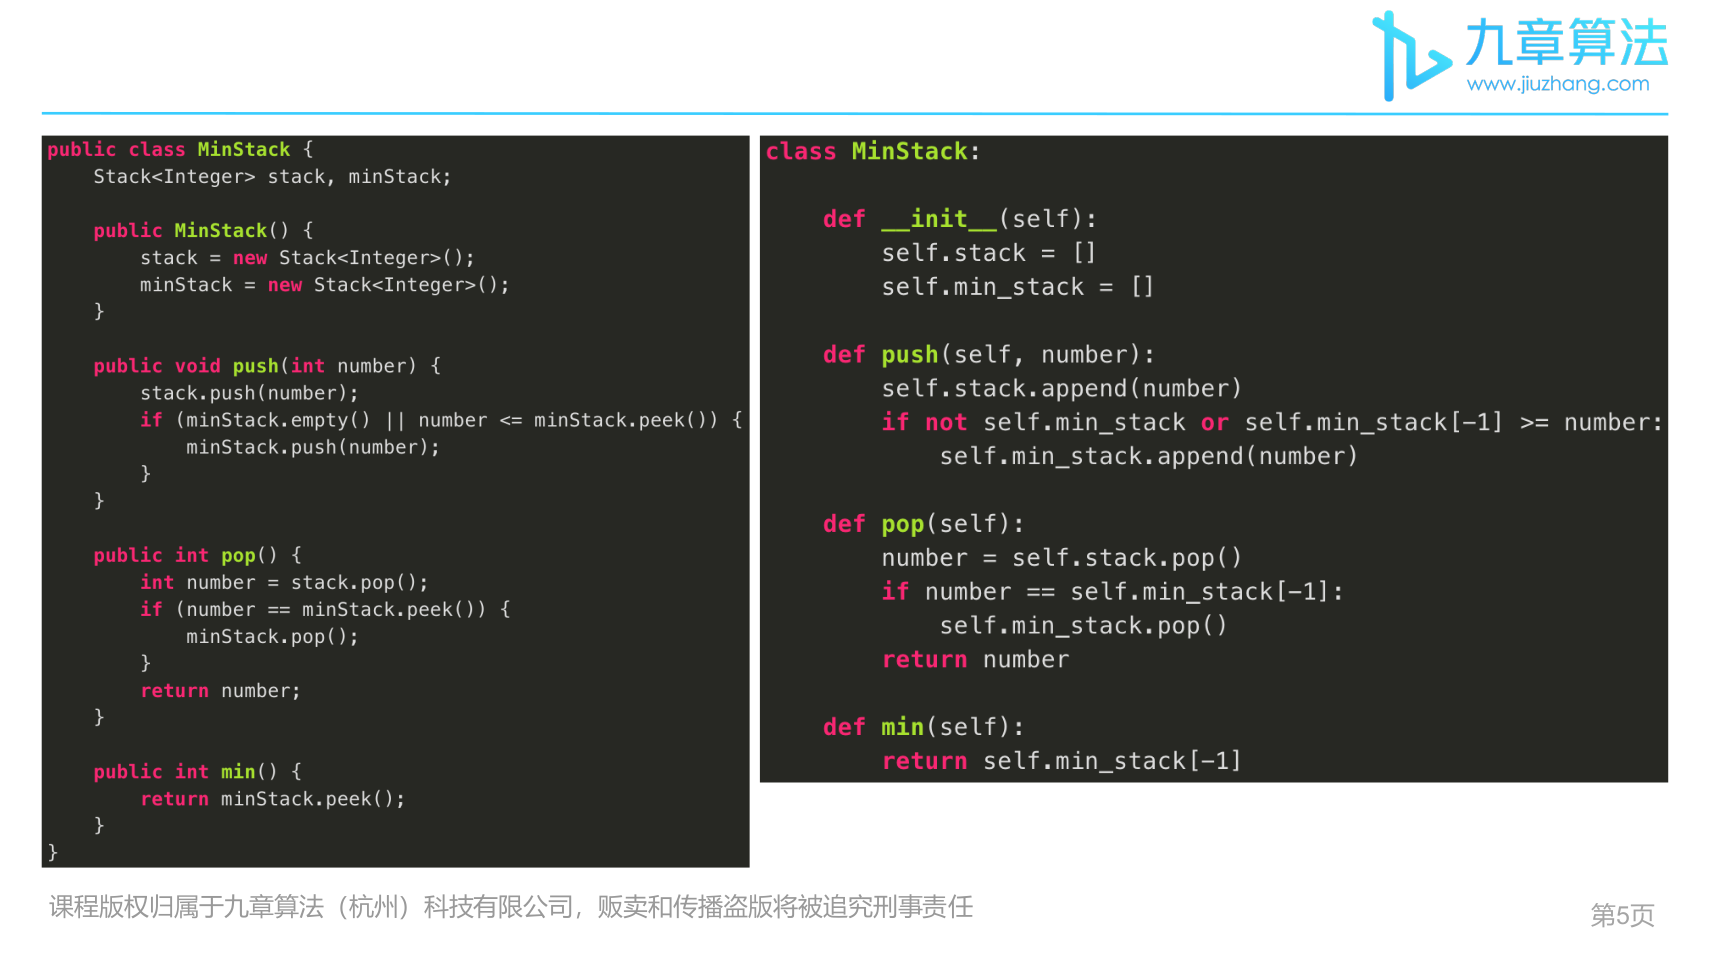 九章算法
www.jiuzhang.com
public class MinStack {
    Stack<Integer> stack, minStack;

    public MinStack() {
        stack = new Stack<Integer>();
        minStack = new Stack<Integer>();
    }

    public void push(int number) {
        stack.push(number);
        if (minStack.empty() || number <= minStack.peek()) {
            minStack.push(number);
        }
    }

    public int pop() {
        int number = stack.pop();
        if (number == minStack.peek()) {
            minStack.pop();
        }
        return number;
    }

    public int min() {
        return minStack.peek();
    }
}
class MinStack:

    def __init__(self):
        self.stack = []
        self.min_stack = []

    def push(self, number):
        self.stack.append(number)
        if not self.min_stack or self.min_stack[-1] >= number:
            self.min_stack.append(number)

    def pop(self):
        number = self.stack.pop()
        if number == self.min_stack[-1]:
            self.min_stack.pop()
        return number

    def min(self):
        return self.min_stack[-1]
课程版权归属于九章算法（杭州）科技有限公司，贩卖和传播盗版将被追究刑事责任
第5页